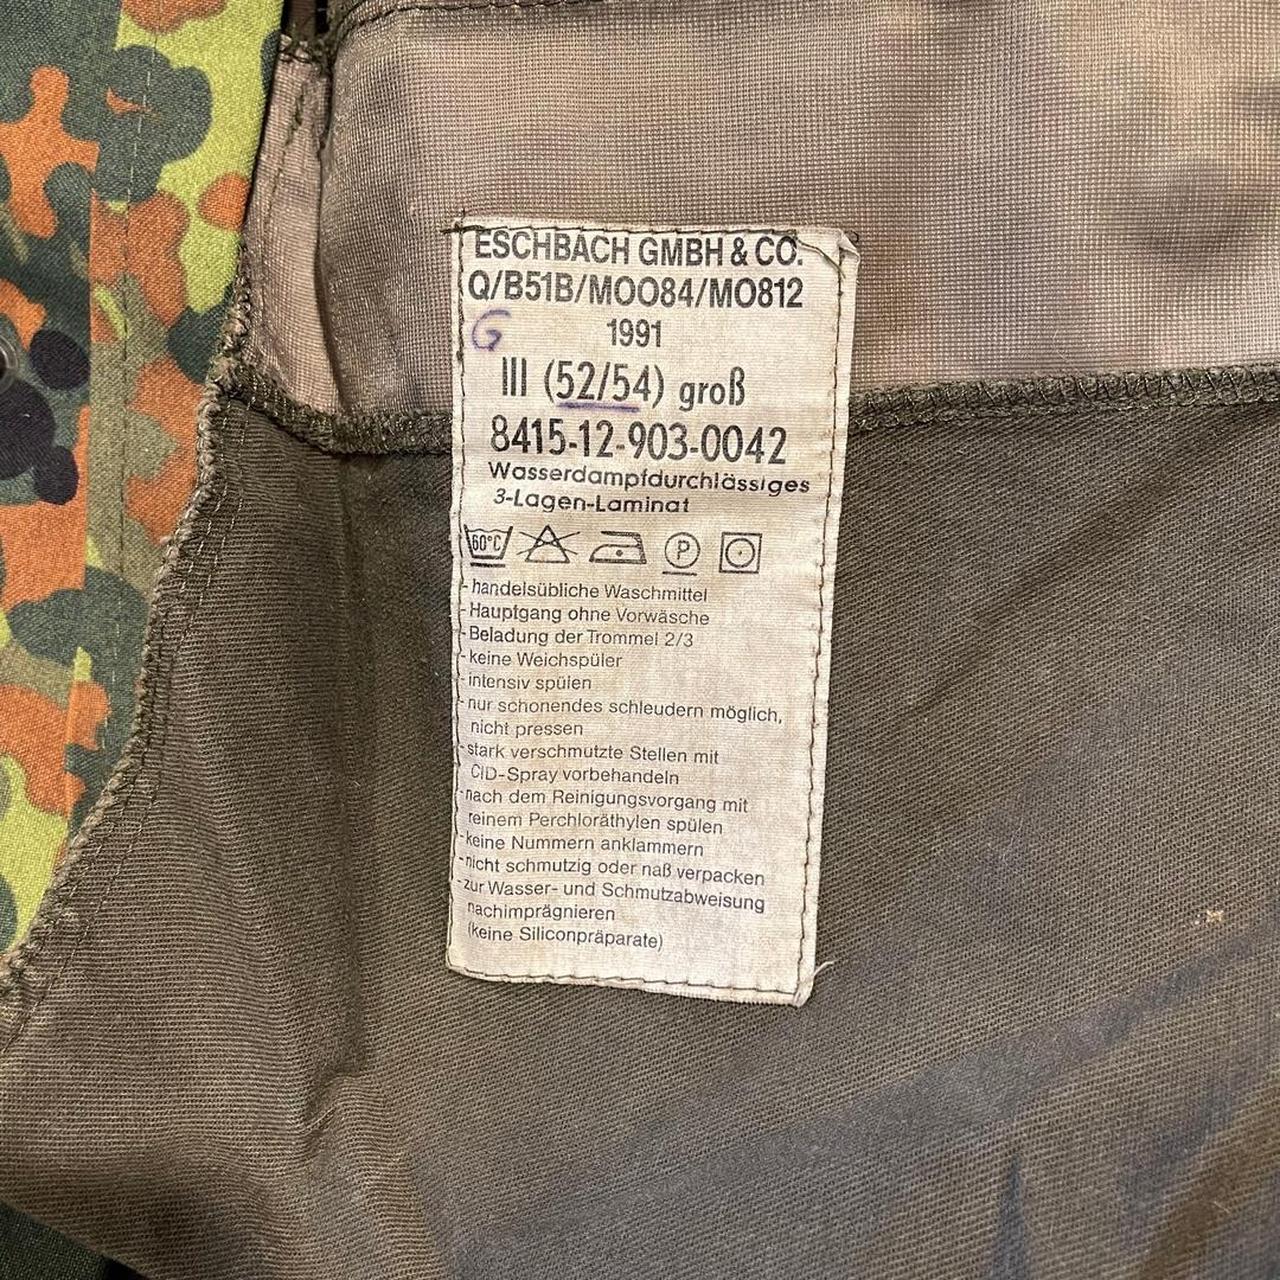 ESCHBACH GMBH & CO.
Q/B51B/MOO84/MO812
G 1991
III (52/54) groß
8415-12-903-0042
Wasserdampfdurchlässiges
3-Lagen-Laminat
60°C P
- handelsübliche Waschmittel
- Hauptgang ohne Vorwäsche
- Beladung der Trommel 2/3
- keine Weichspüler
- intensiv spülen
- nur schonendes schleudern möglich,
nicht pressen
- stark verschmutzte Stellen mit
CID-Spray vorbehandeln
- nach dem Reinigungsvorgang mit
reinem Perchloräthylen spülen
- keine Nummern anklammern
- nicht schmutzig oder naß verpacken
- zur Wasser- und Schmutzabweisung
nachimprägnieren
(keine Siliconpräparate)